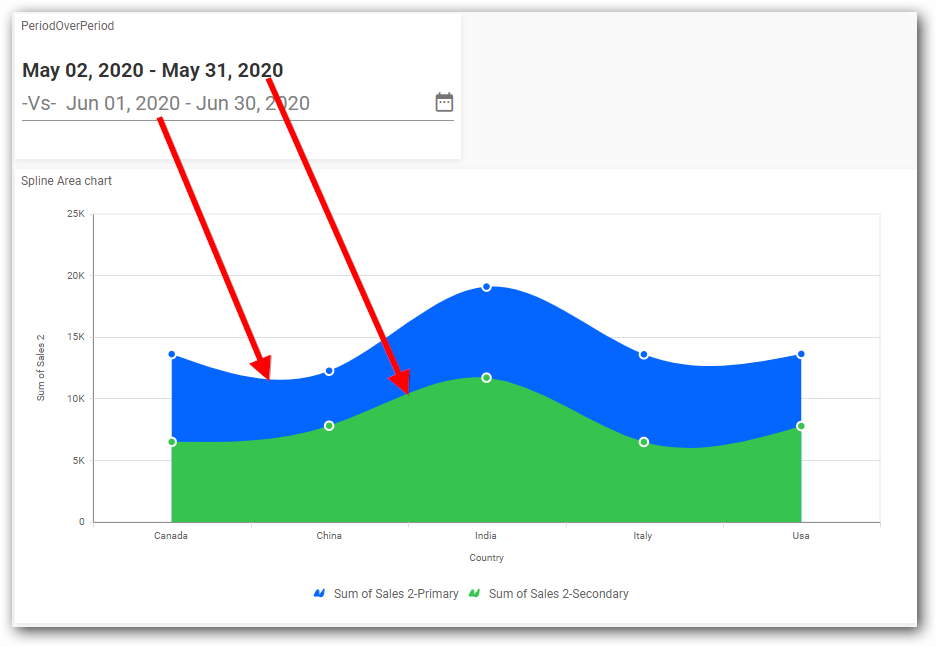 PeriodOverPeriod
May 02, 2020 - May 31, 2020
-Vs- Jun 01, 2020 - Jun 30, 2020
Spline Area chart
25K
20K
15K
10K
5K
0
Sum of Sales 2
Canada China India Italy Usa
Country
Sum of Sales 2-Primary Sum of Sales 2-Secondary